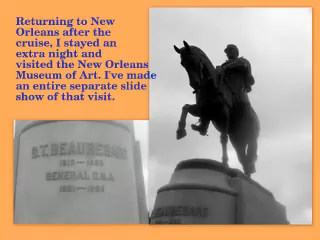 Returning to New
Orleans after the
cruise, I stayed an
extra night and
visited the New Orleans
Museum of Art. I've made
an entire separate slide
show of that visit.
G.T. BEAUREGARD
1818 – 1893
GENERAL C.S.A.
1861 – 1865
BEAUREGARD